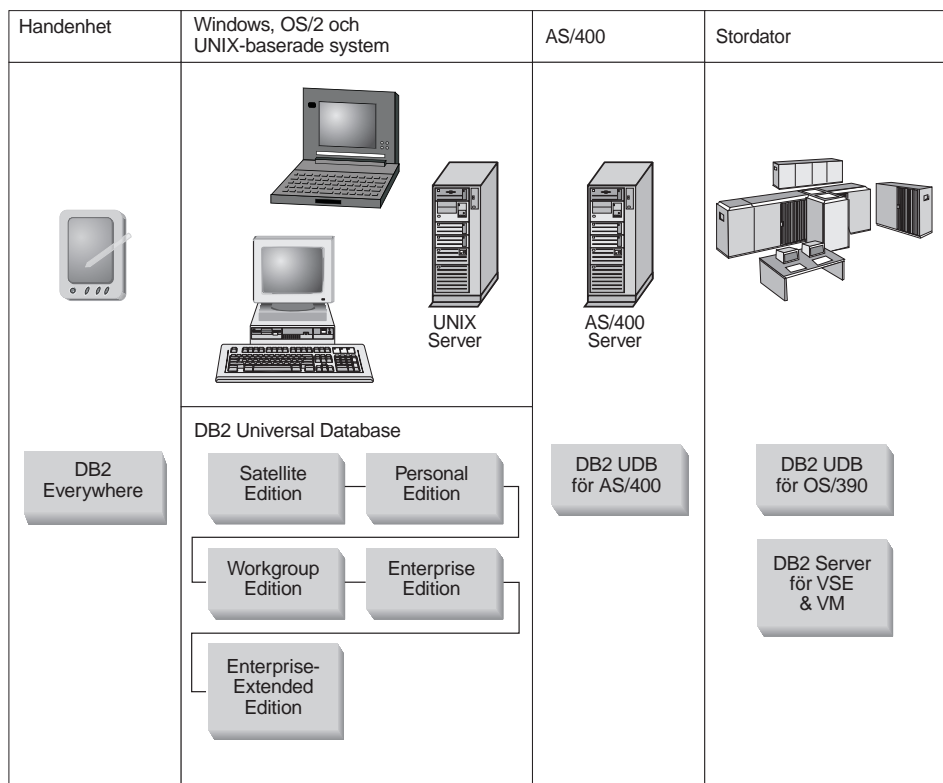 Handenhet
Windows, OS/2 och
UNIX-baserade system
AS/400
Stordator
UNIX
Server
AS/400
Server
DB2
Everywhere
DB2 Universal Database
Satellite
Edition
Personal
Edition
Workgroup
Edition
Enterprise
Edition
Enterprise-
Extended
Edition
DB2 UDB
för AS/400
DB2 UDB
för OS/390
DB2 Server
för VSE
& VM